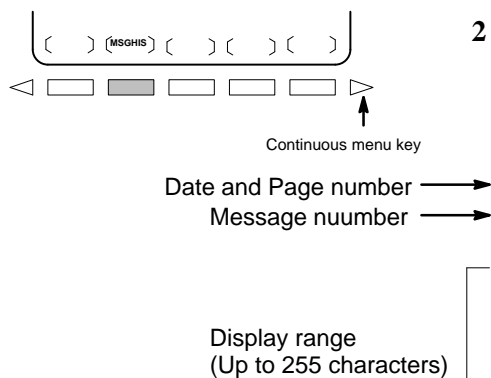 2
[ ] [MSGHIS] [ ] [ ] [ ]
Continuous menu key
Date and Page number
Message nuumber
Display range
(Up to 255 characters)